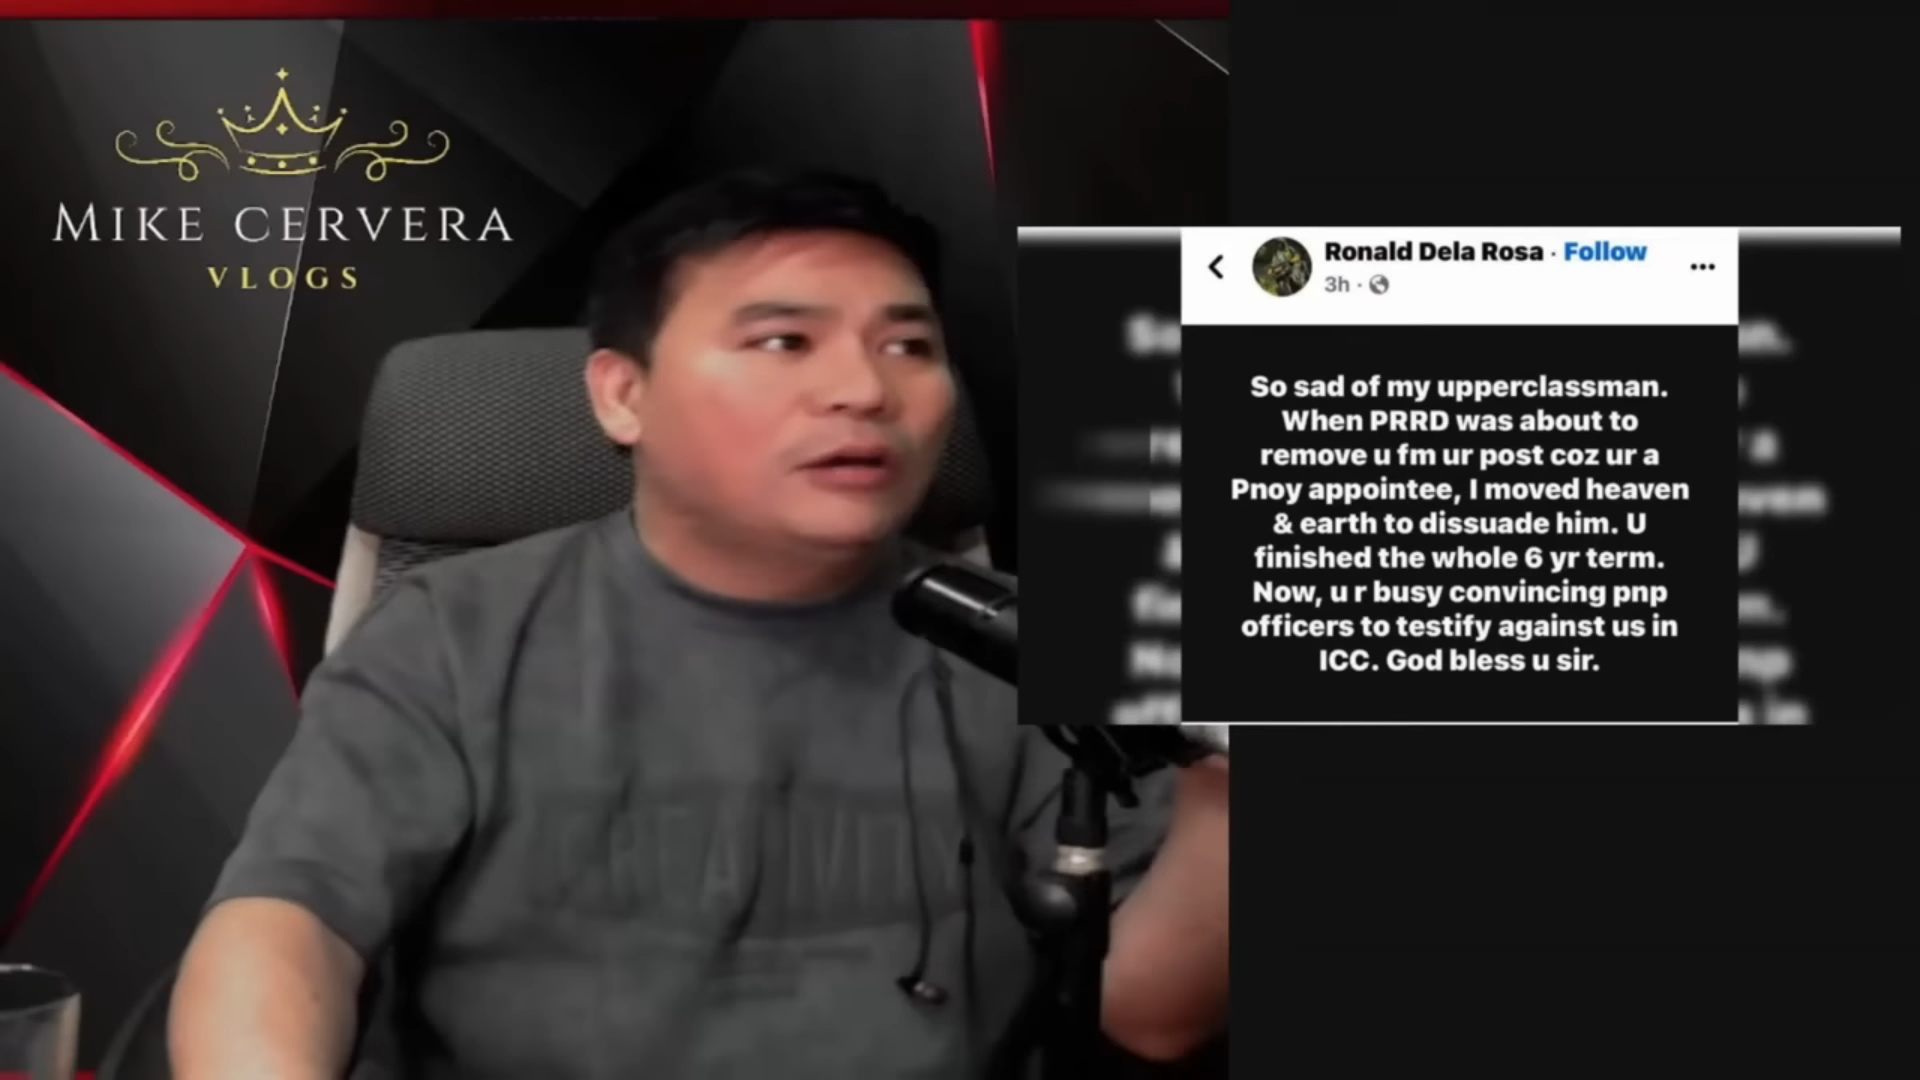 MIKE CERVERA
VLOGS
Ronald Dela Rosa · Follow
3h ·
So sad of my upperclassman.
When PRRD was about to
remove u fm ur post coz ur a
Pnoy appointee, I moved heaven
& earth to dissuade him. U
finished the whole 6 yr term.
Now, u r busy convincing pnp
officers to testify against us in
ICC. God bless u sir.